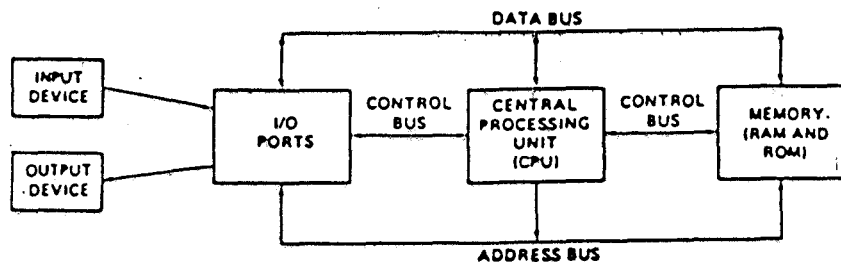 DATA BUS
INPUT
DEVICE
OUTPUT
DEVICE
I/O
PORTS
CONTROL
BUS
CENTRAL
PROCESSING
UNIT
(CPU)
CONTROL
BUS
MEMORY.
(RAM AND
ROM)
ADDRESS BUS